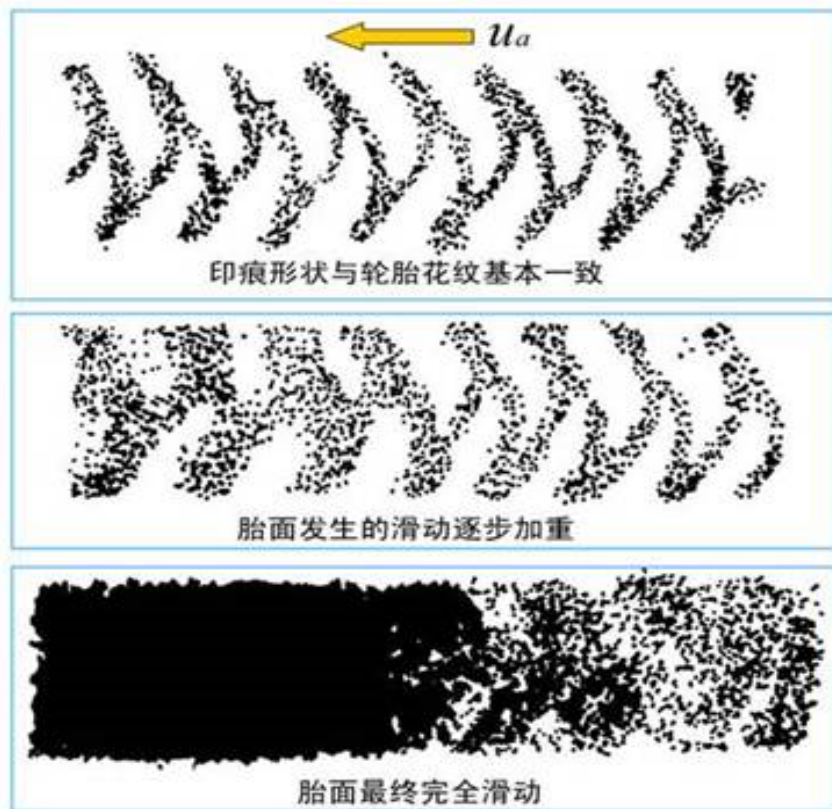 uₐ
印痕形状与轮胎花纹基本一致
胎面发生的滑动逐步加重
胎面最终完全滑动